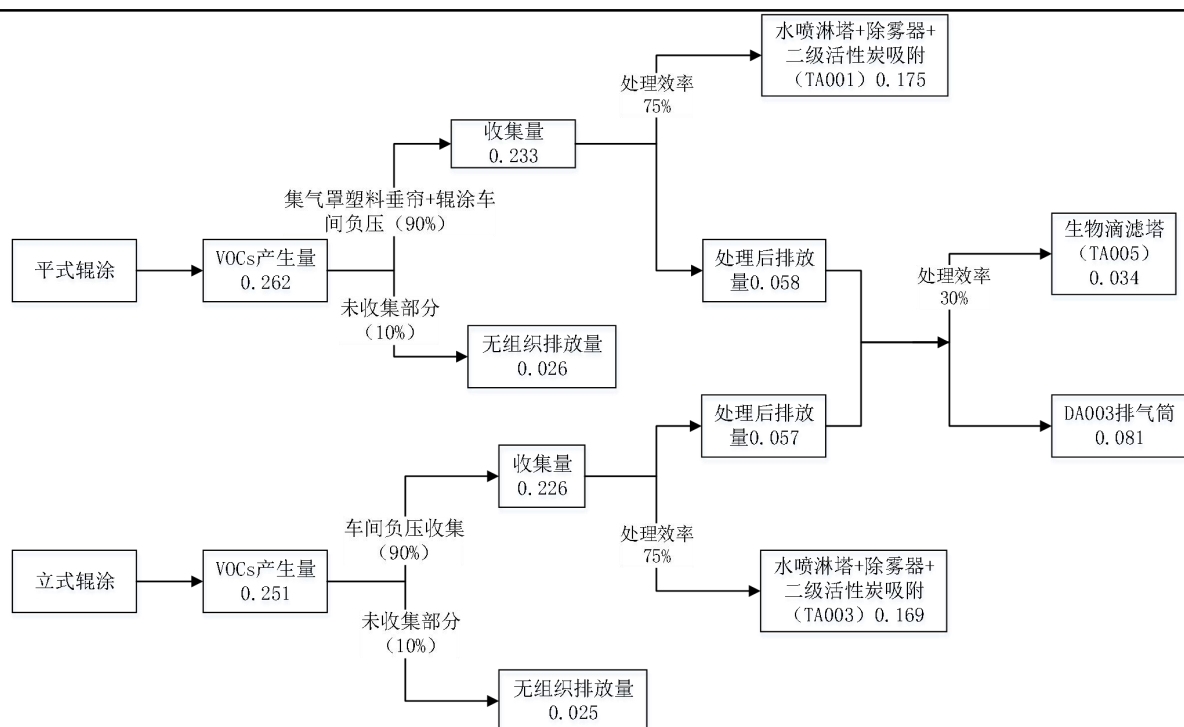 水喷淋塔+除雾器+
二级活性炭吸附
（TA001）0.175
处理效率
75%
收集量
0.233
集气罩塑料垂帘+辊涂车
间负压（90%）
平式辊涂
VOCs产生量
0.262
未收集部分
（10%）
无组织排放量
0.026
处理后排放
量0.058
生物滴滤塔
（TA005）
0.034
处理效率
30%
DA003排气筒
0.081
处理后排放
量0.057
收集量
0.226
车间负压收集
（90%）
处理效率
75%
立式辊涂
VOCs产生量
0.251
水喷淋塔+除雾器+
二级活性炭吸附
（TA003）0.169
未收集部分
（10%）
无组织排放量
0.025